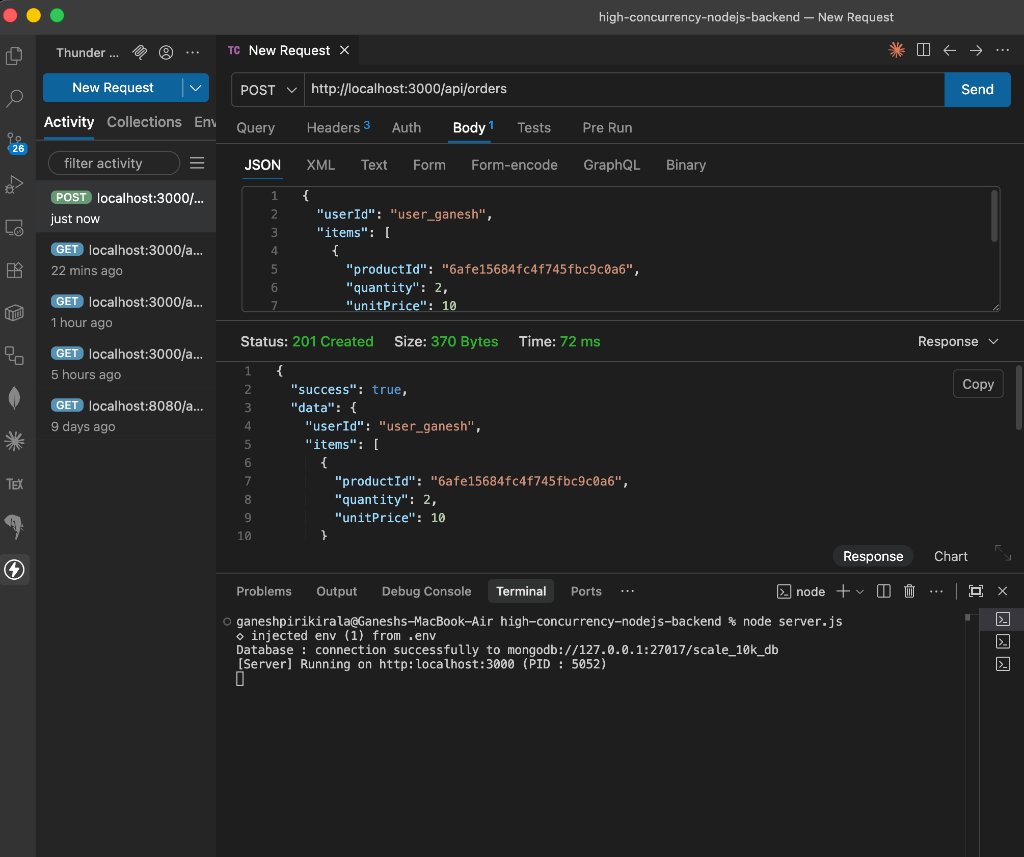 high-concurrency-nodejs-backend — New Request
Thunder ...
New Request
Activity Collections Env
filter activity
POST localhost:3000/...
just now
GET localhost:3000/a...
22 mins ago
GET localhost:3000/a...
1 hour ago
GET localhost:3000/a...
5 hours ago
GET localhost:8080/a...
9 days ago
26
TEX
TC New Request
POST http://localhost:3000/api/orders Send
Query Headers 3 Auth Body 1 Tests Pre Run
JSON XML Text Form Form-encode GraphQL Binary
1 {
2 "userId": "user_ganesh",
3 "items": [
4 {
5 "productId": "6afe15684fc4f745fbc9c0a6",
6 "quantity": 2,
7 "unitPrice": 10
Status: 201 Created Size: 370 Bytes Time: 72 ms Response
Copy
1 {
2 "success": true,
3 "data": {
4 "userId": "user_ganesh",
5 "items": [
6 {
7 "productId": "6afe15684fc4f745fbc9c0a6",
8 "quantity": 2,
9 "unitPrice": 10
10 }
Response Chart
Problems Output Debug Console Terminal Ports ... node
ganeshpirikirala@Ganeshs-MacBook-Air high-concurrency-nodejs-backend % node server.js
◇ injected env (1) from .env
Database : connection successfully to mongodb://127.0.0.1:27017/scale_10k_db
[Server] Running on http:localhost:3000 (PID : 5052)